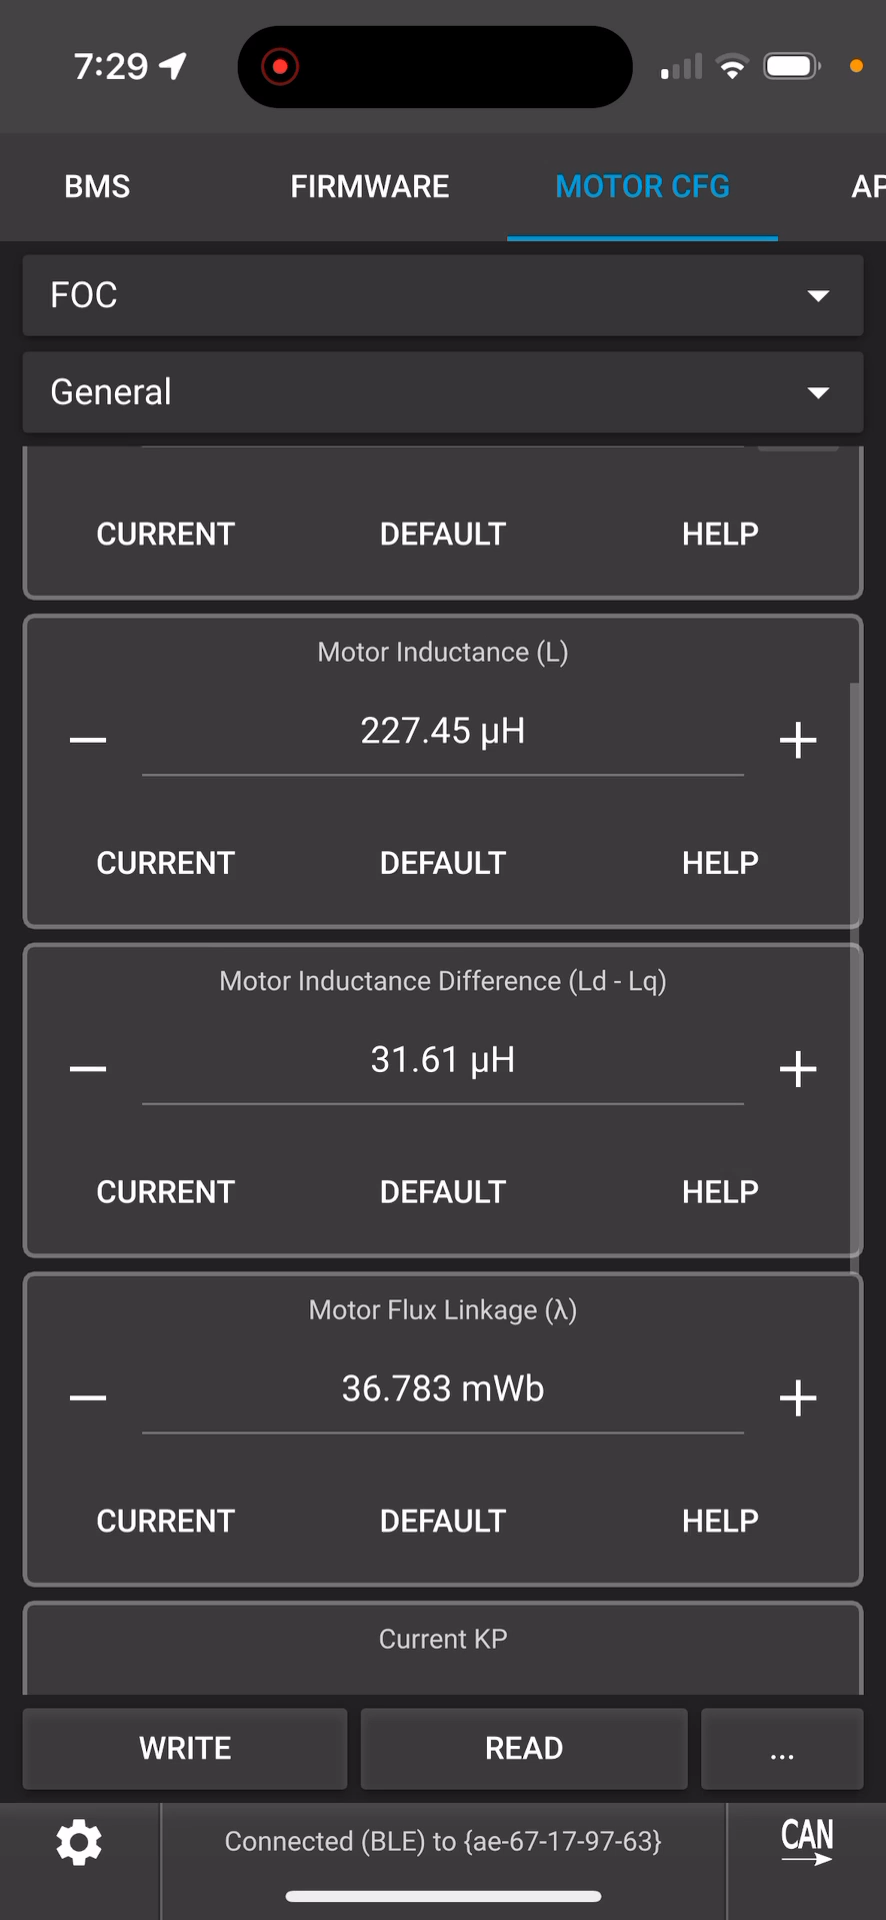 7:29
BMS FIRMWARE MOTOR CFG AP
FOC
General
CURRENT DEFAULT HELP
Motor Inductance (L)
227.45 µH
CURRENT DEFAULT HELP
Motor Inductance Difference (Ld - Lq)
31.61 µH
CURRENT DEFAULT HELP
Motor Flux Linkage (λ)
36.783 mWb
CURRENT DEFAULT HELP
Current KP
WRITE READ ...
Connected (BLE) to {ae-67-17-97-63} CAN